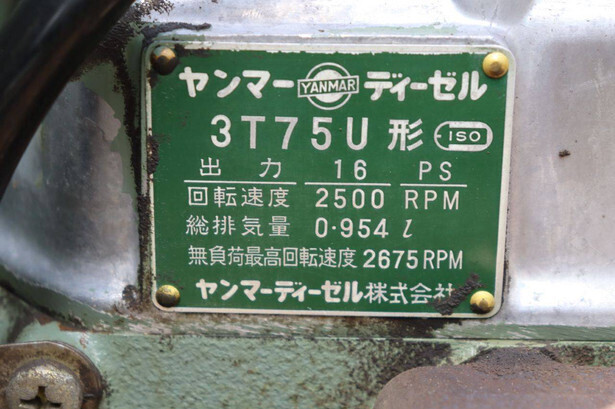 ヤンマー YANMAR ディーゼル
3T75U 形 ISO
出力 16 PS
回転速度 2500 RPM
総排気量 0・954 l
無負荷最高回転速度 2675 RPM
ヤンマーディーゼル株式会社